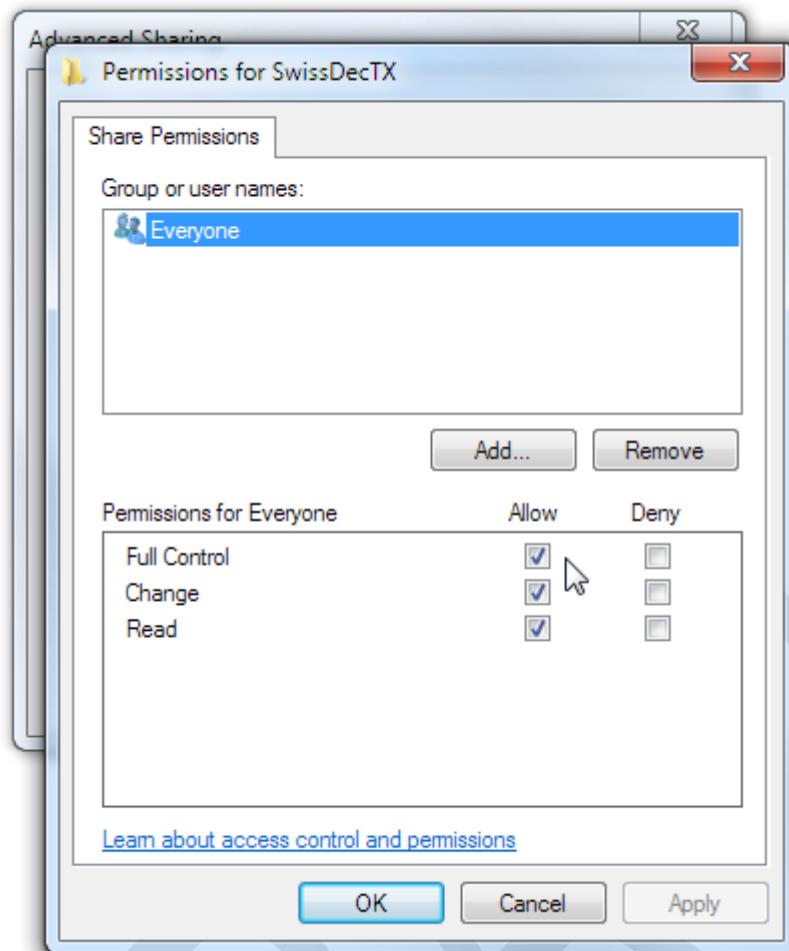 Advanced Sharing
Permissions for SwissDecTX
Share Permissions
Group or user names:
Everyone
Add... Remove
Permissions for Everyone Allow Deny
Full Control
Change
Read
Learn about access control and permissions
OK Cancel Apply